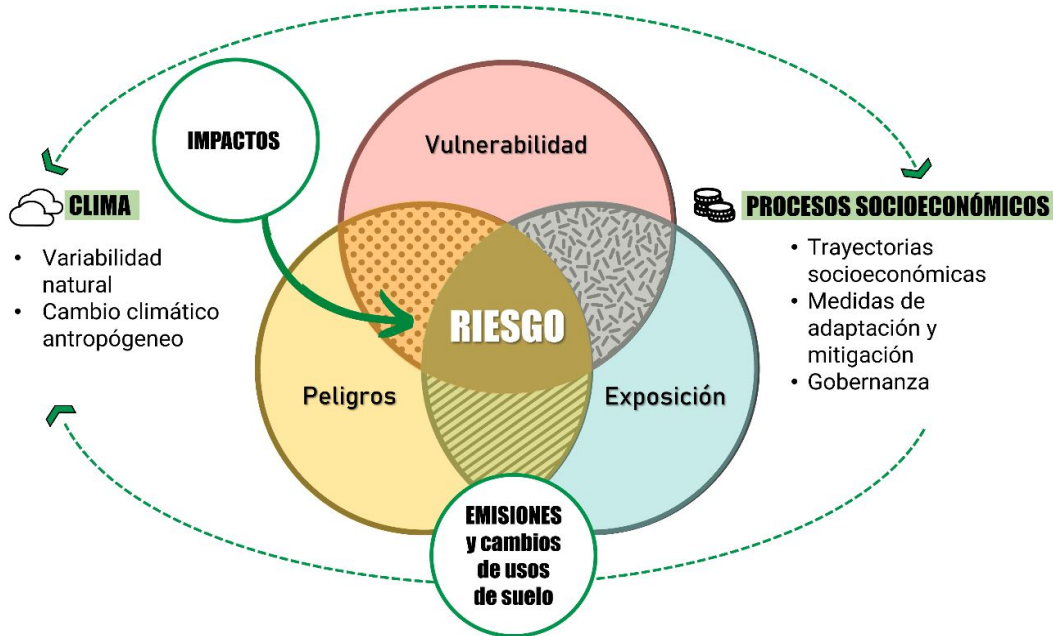 IMPACTOS
Vulnerabilidad
CLIMA
• Variabilidad
natural
• Cambio climático
antropógeneo
PROCESOS SOCIOECONÓMICOS
• Trayectorias
socioeconómicas
• Medidas de
adaptación y
mitigación
• Gobernanza
RIESGO
Peligros
Exposición
EMISIONES
y cambios
de usos
de suelo